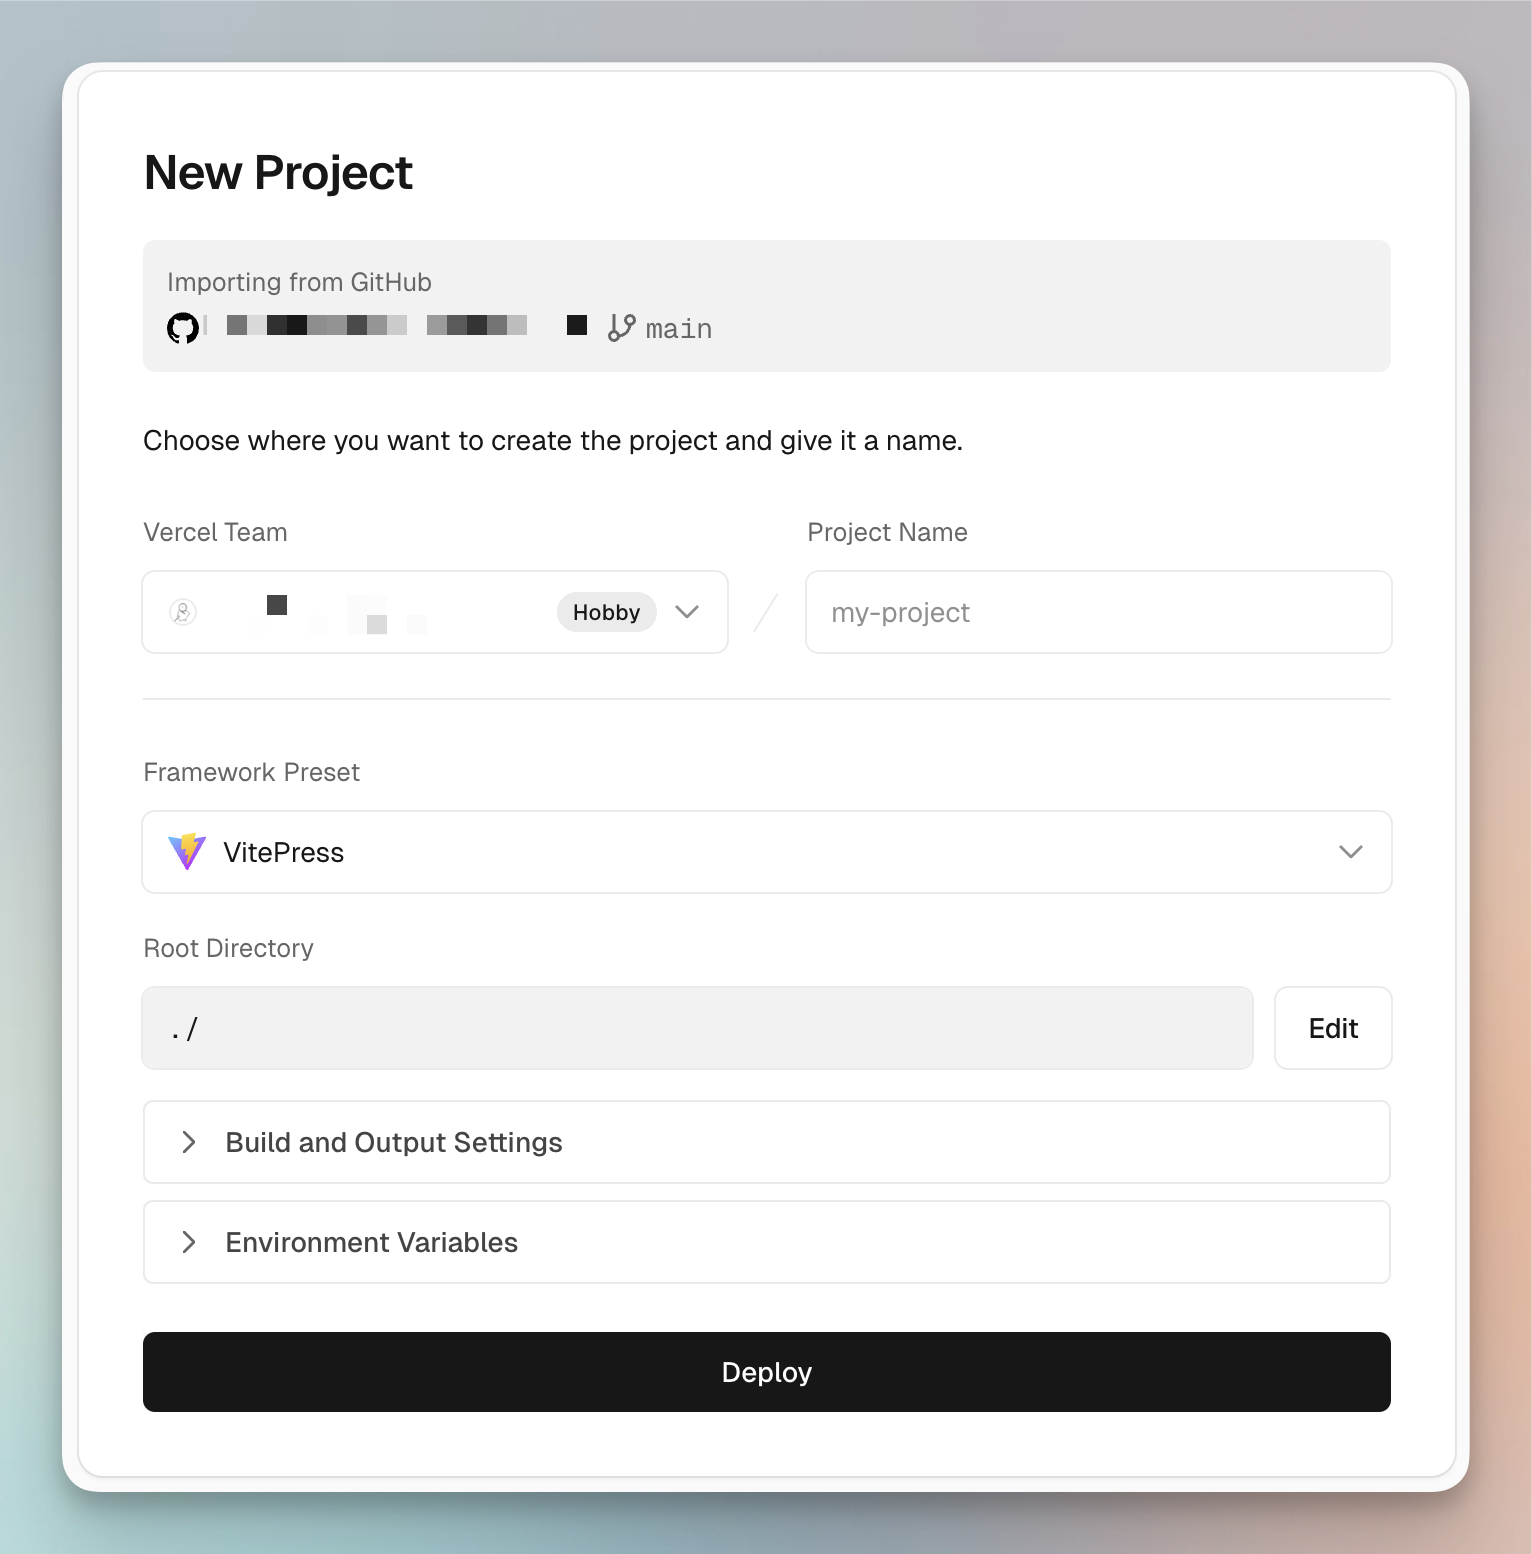 New Project
Importing from GitHub
main
Choose where you want to create the project and give it a name.
Vercel Team
Project Name
Hobby
my-project
Framework Preset
VitePress
Root Directory
./
Edit
Build and Output Settings
Environment Variables
Deploy